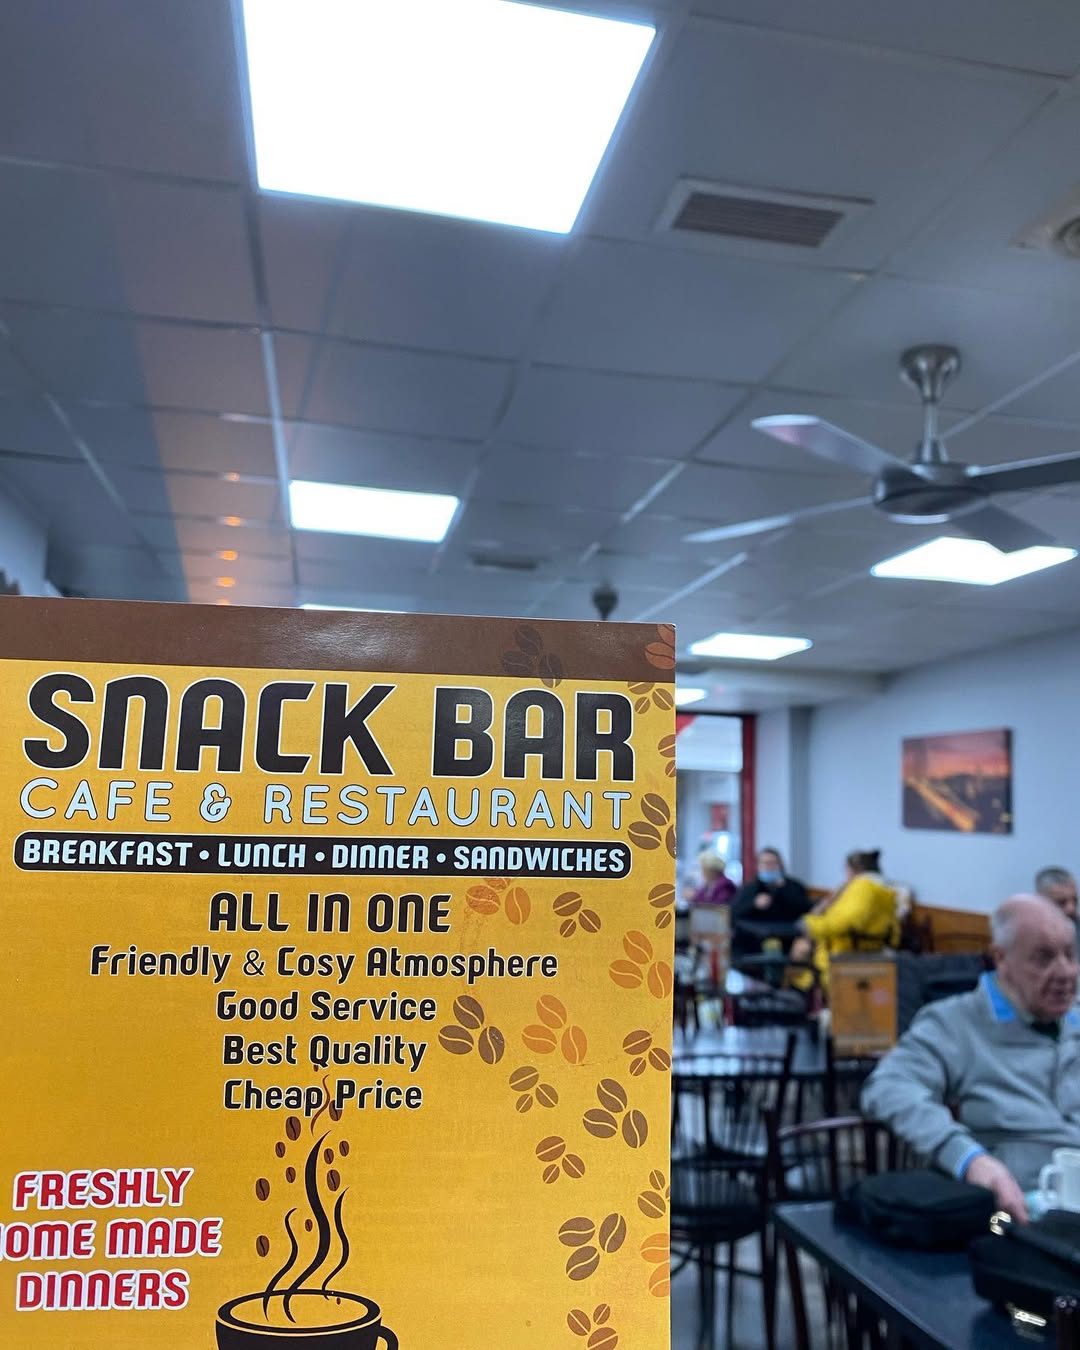 SNACK BAR
CAFE & RESTAURANT
BREAKFAST • LUNCH • DINNER • SANDWICHES
ALL IN ONE
Friendly & Cosy Atmosphere
Good Service
Best Quality
Cheap Price
FRESHLY
OME MADE
DINNERS